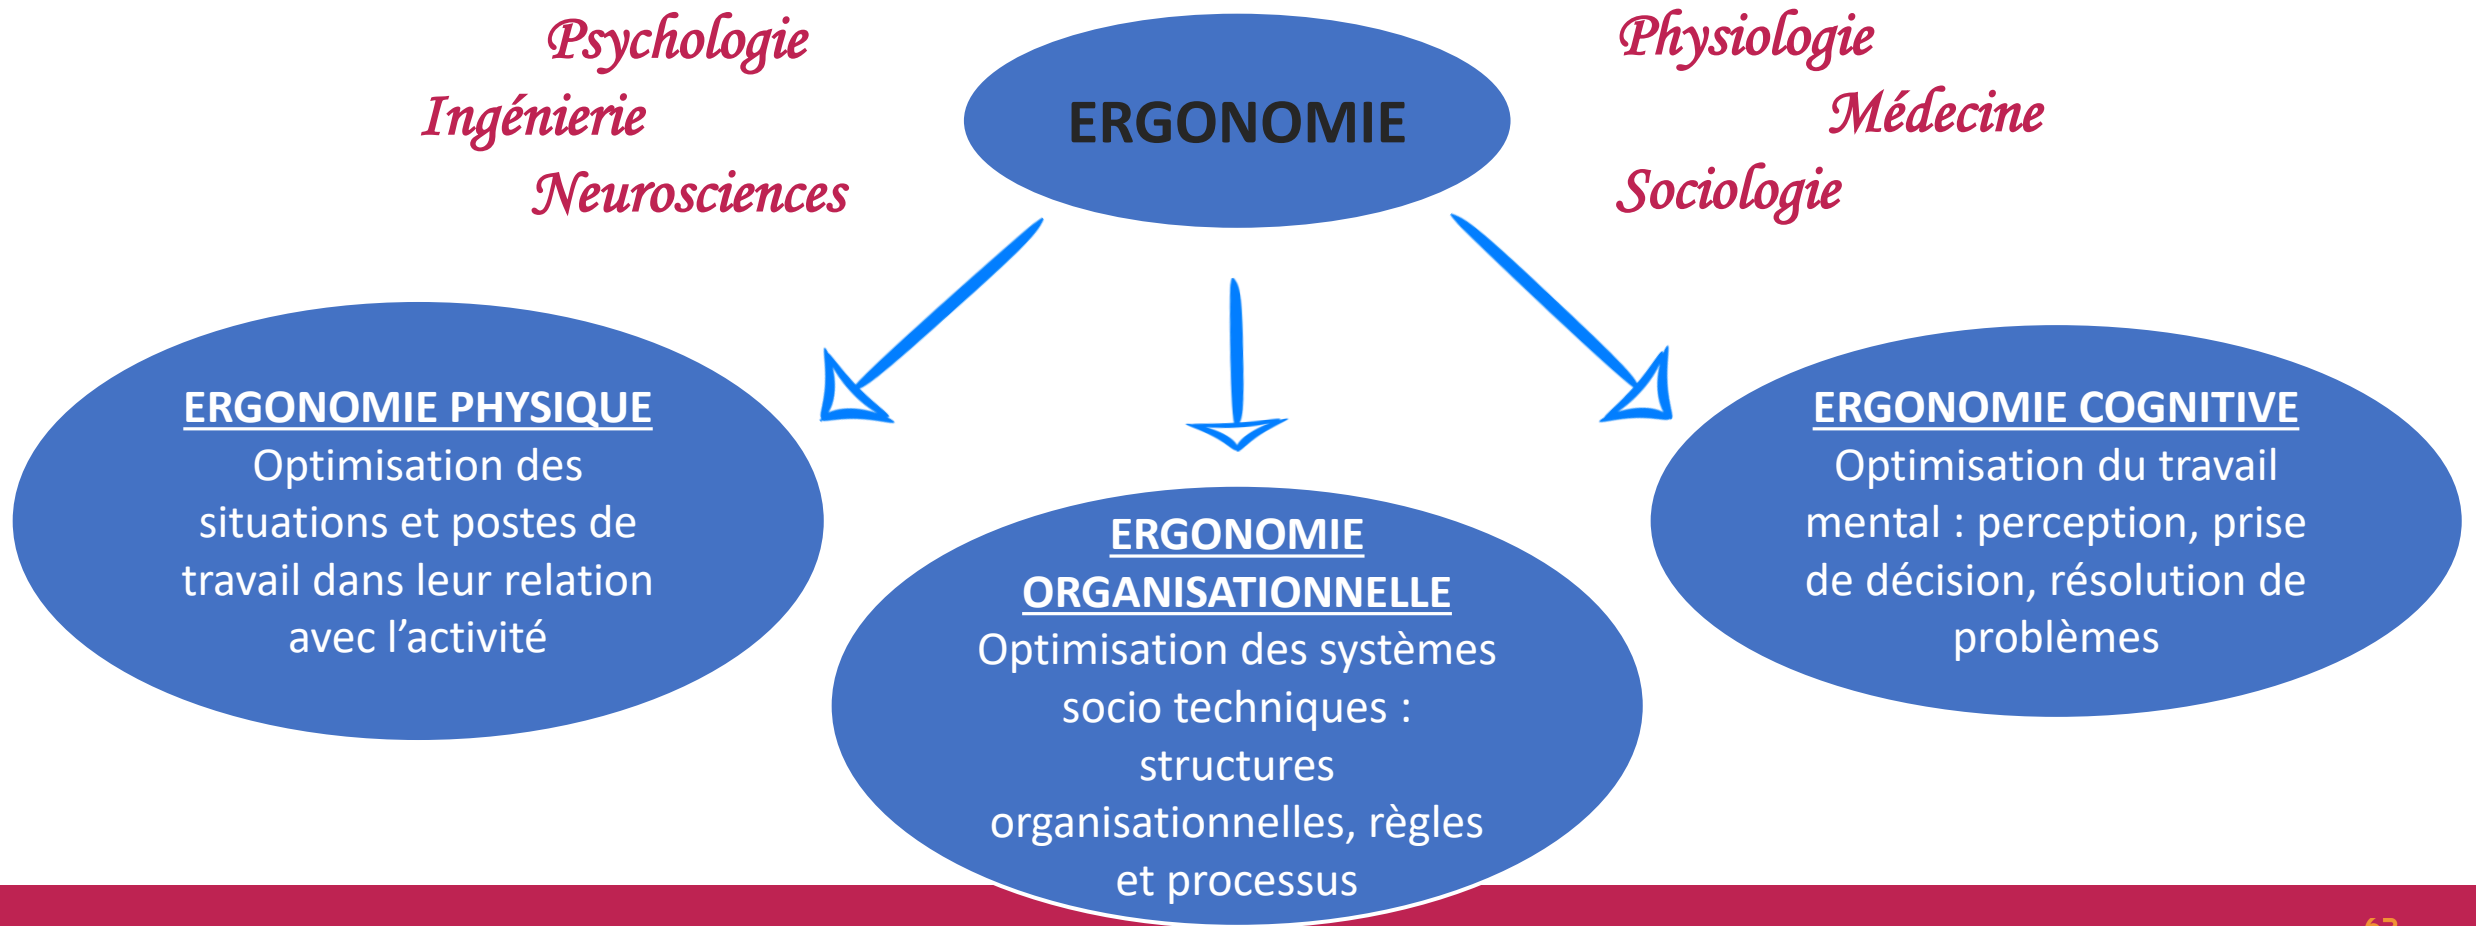 Psychologie
Ingénierie
Neurosciences
ERGONOMIE
Physiologie
Médecine
Sociologie
ERGONOMIE PHYSIQUE
Optimisation des
situations et postes de
travail dans leur relation
avec l’activité
ERGONOMIE
ORGANISATIONNELLE
Optimisation des systèmes
socio techniques :
structures
organisationnelles, règles
et processus
ERGONOMIE COGNITIVE
Optimisation du travail
mental : perception, prise
de décision, résolution de
problèmes